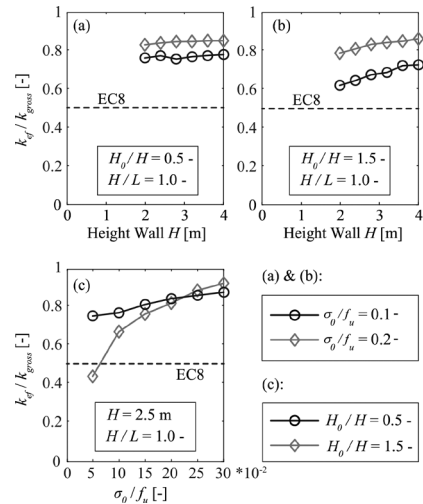 (a)
1
0.8
0.6
0.4
0.2
0
k_ef / k_gross [-]
EC8
H_0/H = 0.5 -
H/L = 1.0 -
0 1 2 3 4
Height Wall H [m]
(b)
1
0.8
0.6
0.4
0.2
0
EC8
H_0/H = 1.5 -
H/L = 1.0 -
0 1 2 3 4
Height Wall H [m]
(c)
1
0.8
0.6
0.4
0.2
0
k_ef / k_gross [-]
EC8
H = 2.5 m
H/L = 1.0 -
5 10 15 20 25 30 *10^-2
σ_0/f_u [-]
(a) & (b):
σ_0/f_u = 0.1 -
σ_0/f_u = 0.2 -
(c):
H_0/H = 0.5 -
H_0/H = 1.5 -